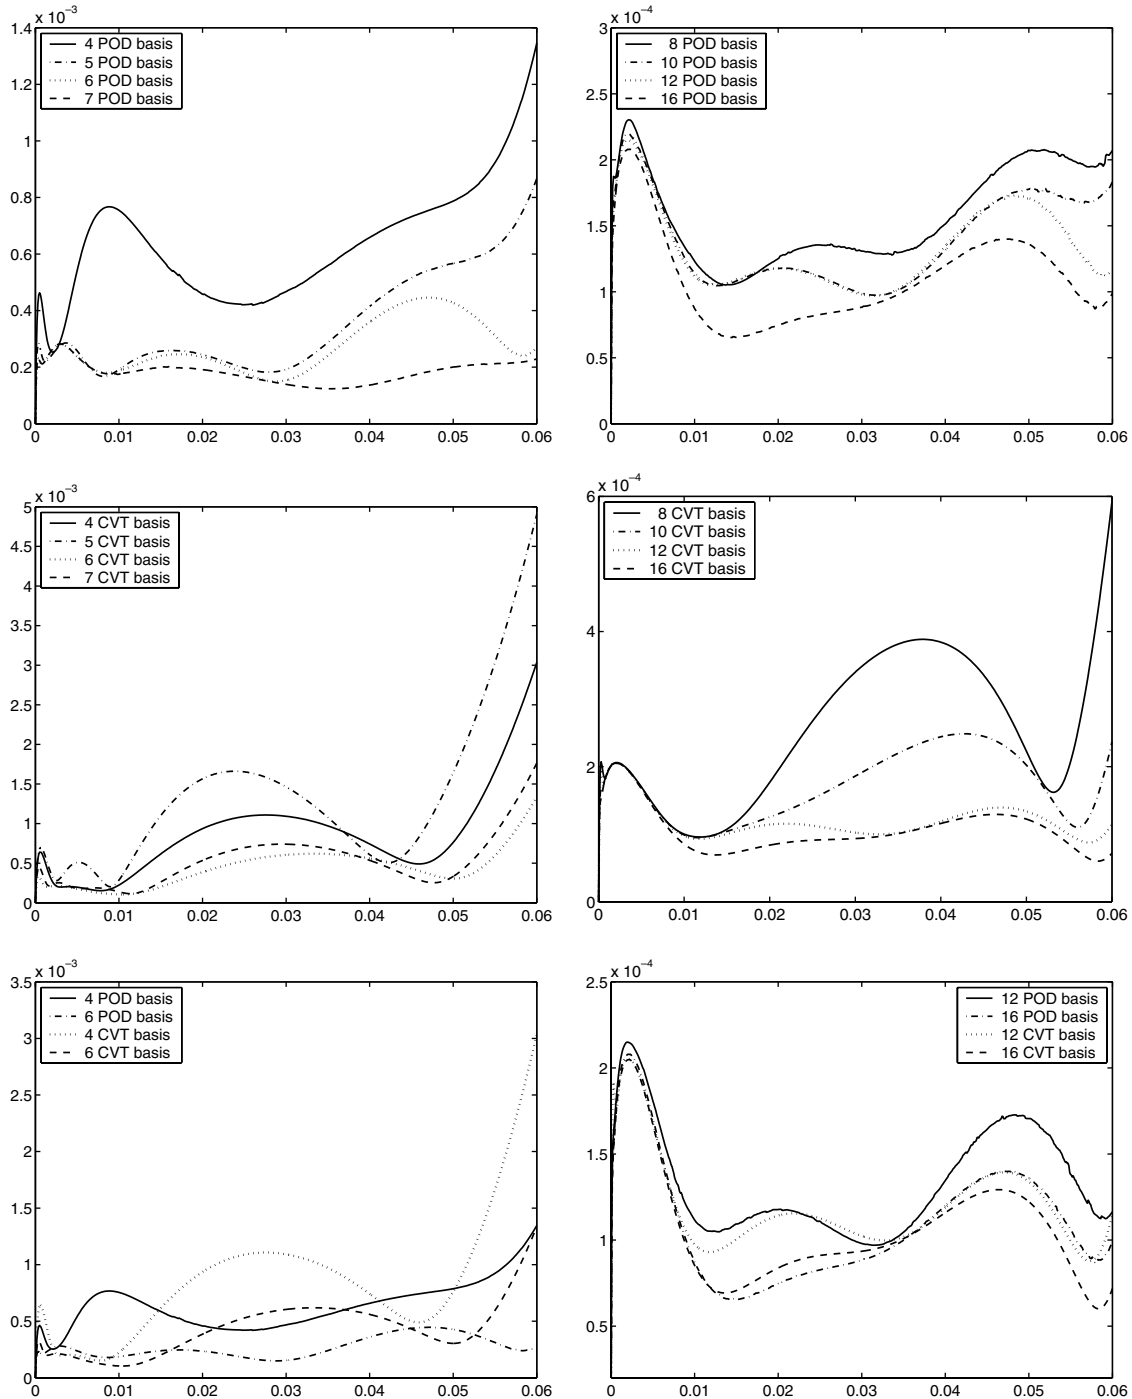 x 10⁻³
1.4
1.2
1
0.8
0.6
0.4
0.2
0
4 POD basis
5 POD basis
6 POD basis
7 POD basis
0 0.01 0.02 0.03 0.04 0.05 0.06
x 10⁻⁴
3
2.5
2
1.5
1
0.5
0
8 POD basis
10 POD basis
12 POD basis
16 POD basis
0 0.01 0.02 0.03 0.04 0.05 0.06
x 10⁻³
5
4.5
4
3.5
3
2.5
2
1.5
1
0.5
0
4 CVT basis
5 CVT basis
6 CVT basis
7 CVT basis
0 0.01 0.02 0.03 0.04 0.05 0.06
x 10⁻⁴
6
4
2
0
8 CVT basis
10 CVT basis
12 CVT basis
16 CVT basis
0 0.01 0.02 0.03 0.04 0.05 0.06
x 10⁻³
3.5
3
2.5
2
1.5
1
0.5
0
4 POD basis
6 POD basis
4 CVT basis
6 CVT basis
0 0.01 0.02 0.03 0.04 0.05 0.06
x 10⁻⁴
2.5
2
1.5
1
0.5
12 POD basis
16 POD basis
12 CVT basis
16 CVT basis
0 0.01 0.02 0.03 0.04 0.05 0.06